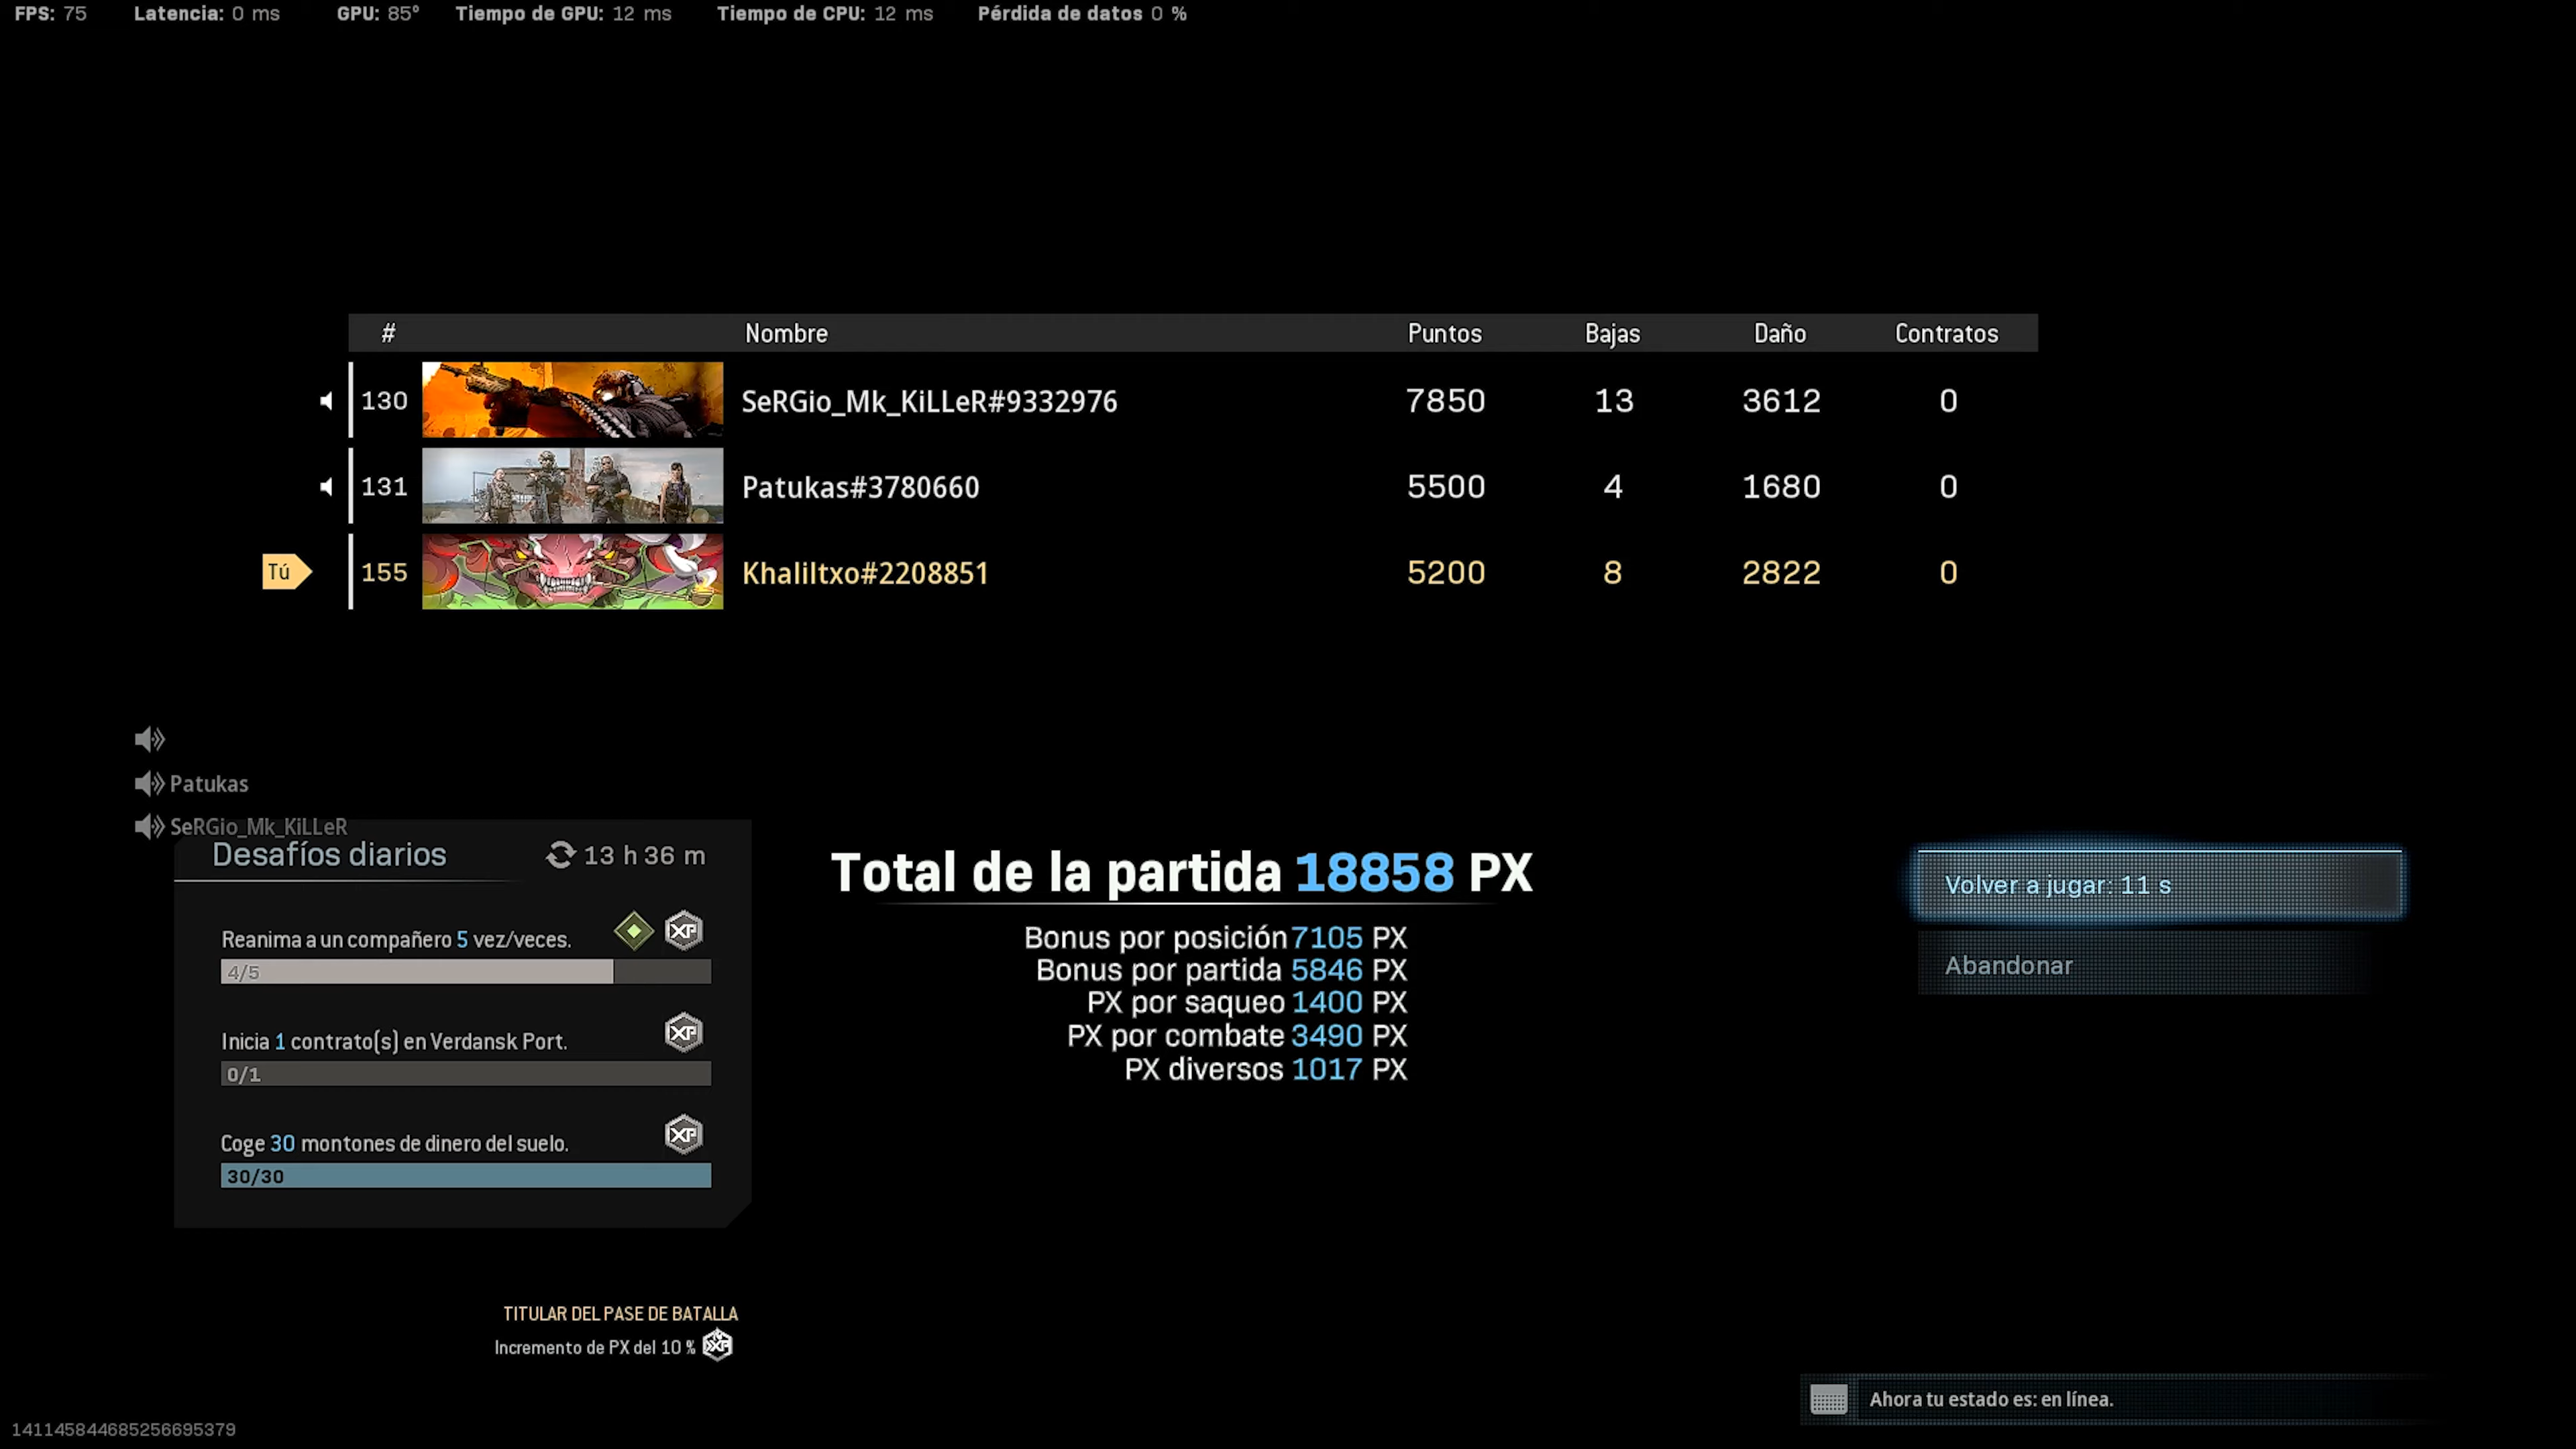 FPS: 75 Latencia: 0 ms GPU: 85° Tiempo de GPU: 12 ms Tiempo de CPU: 12 ms Pérdida de datos 0 %
# Nombre Puntos Bajas Daño Contratos
130 SeRGio_Mk_KiLLeR#9332976 7850 13 3612 0
131 Patukas#3780660 5500 4 1680 0
Tú 155 Khaliltxo#2208851 5200 8 2822 0
Patukas
SeRGio_Mk_KiLLeR
Desafíos diarios 13 h 36 m
Reanima a un compañero 5 vez/veces. XP
4/5
Inicia 1 contrato(s) en Verdansk Port. XP
0/1
Coge 30 montones de dinero del suelo. XP
30/30
TITULAR DEL PASE DE BATALLA
Incremento de PX del 10 % XP
Total de la partida 18858 PX
Bonus por posición 7105 PX
Bonus por partida 5846 PX
PX por saqueo 1400 PX
PX por combate 3490 PX
PX diversos 1017 PX
Volver a jugar: 11 s
Abandonar
Ahora tu estado es: en línea.
141145844685256695379